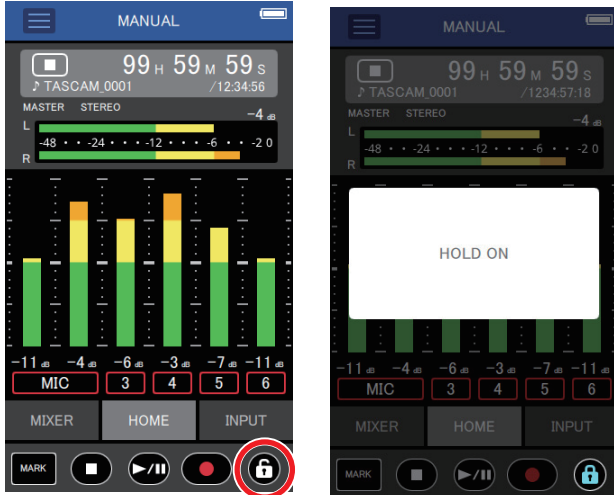 MANUAL
99 H 59 M 59 S
♪ TASCAM_0001 /12:34:56
MASTER STEREO -4 dB
L
-48 • • -24 • • • -12 • • • -6 • • -2 0
R
-11 dB -4 dB -6 dB -3 dB -7 dB -11 dB
MIC 3 4 5 6
MIXER HOME INPUT
MARK
MANUAL
99 H 59 M 59 S
♪ TASCAM_0001 /1234:57:18
MASTER STEREO -4 dB
L
-48 • • -24 • • • -12 • • • -6 • • -2 0
R
HOLD ON
-11 dB -4 dB -6 dB -3 dB -7 dB -11 dB
MIC 3 4 5 6
MIXER HOME INPUT
MARK